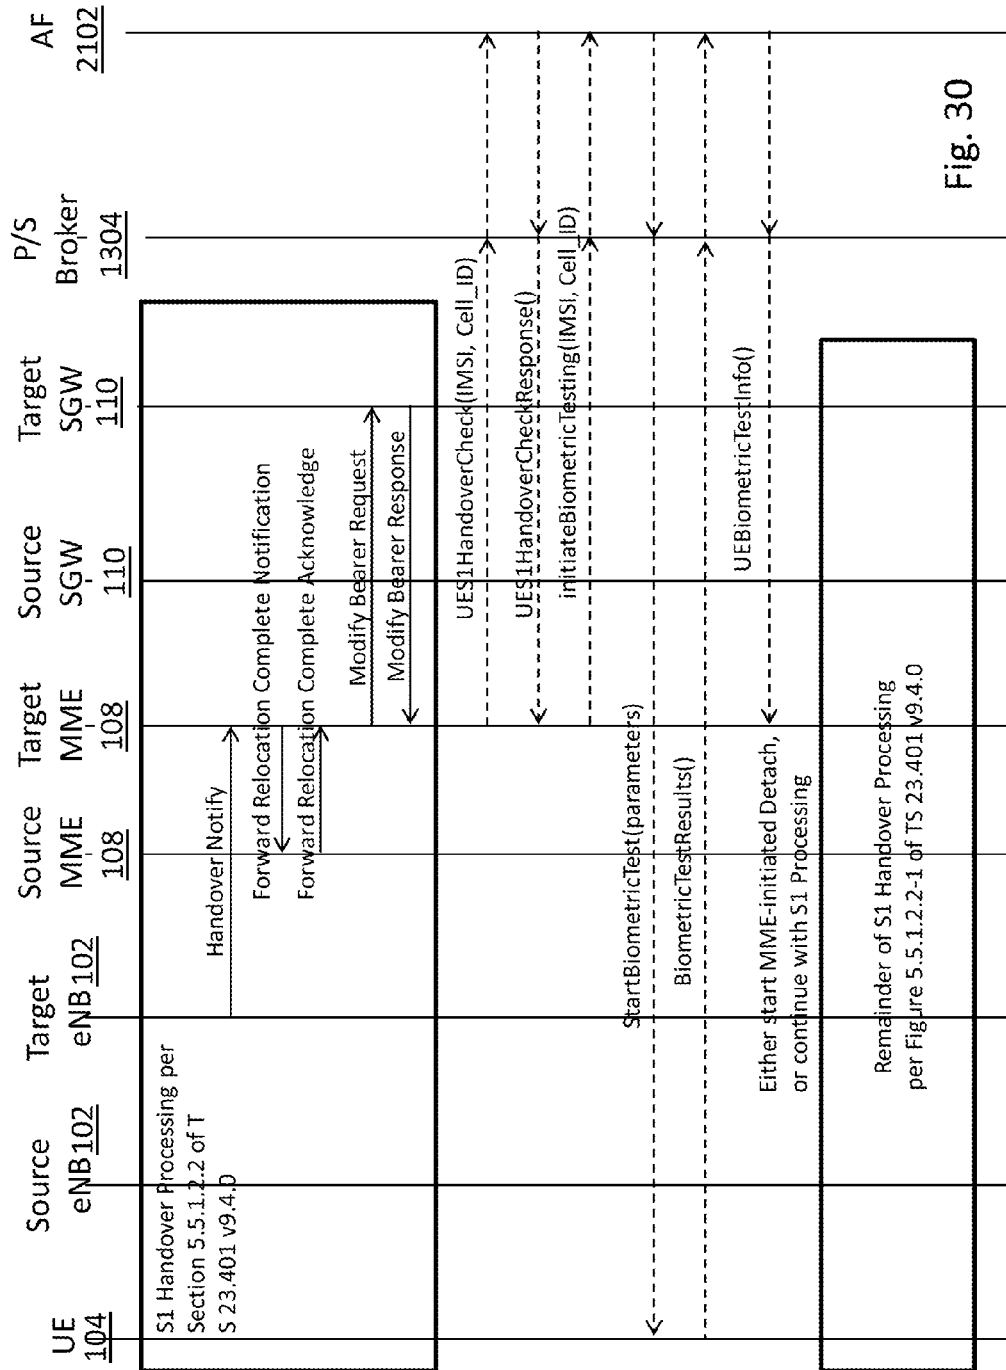 UE
104
Source
eNB 102
Target
eNB 102
Source
MME
108
Target
MME
108
Source
SGW
110
Target
SGW
110
P/S
Broker
1304
AF
2102
S1 Handover Processing per
Section 5.5.1.2.2 of T
S 23.401 v9.4.0
Handover Notify
Forward Relocation Complete Notification
Forward Relocation Complete Acknowledge
Modify Bearer Request
Modify Bearer Response
UES1HandoverCheck(IMSI, Cell_ID)
UES1HandoverCheckResponse()
initiateBiometricTesting(IMSI, Cell_ID)
StartBiometricTest(parameters)
BiometricTestResults()
UEBiometricTestInfo()
Either start MME-initiated Detach,
or continue with S1 Processing
Remainder of S1 Handover Processing
per Figure 5.5.1.2.2-1 of TS 23.401 v9.4.0
Fig. 30